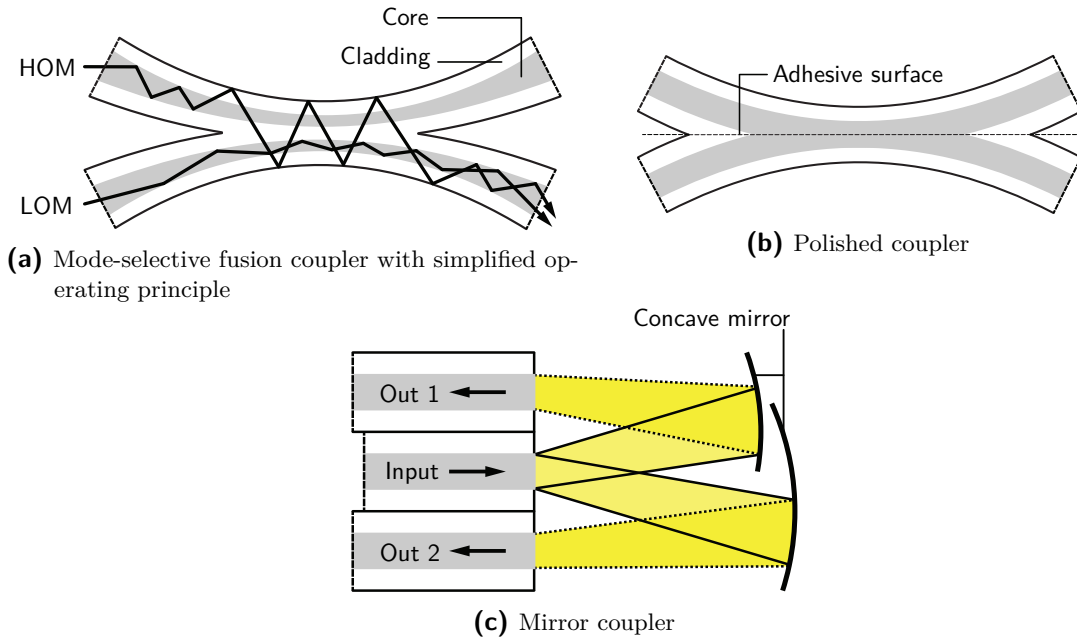 Core
Cladding
HOM
LOM
(a) Mode-selective fusion coupler with simplified op-
erating principle
Adhesive surface
(b) Polished coupler
Concave mirror
Out 1
Input
Out 2
(c) Mirror coupler